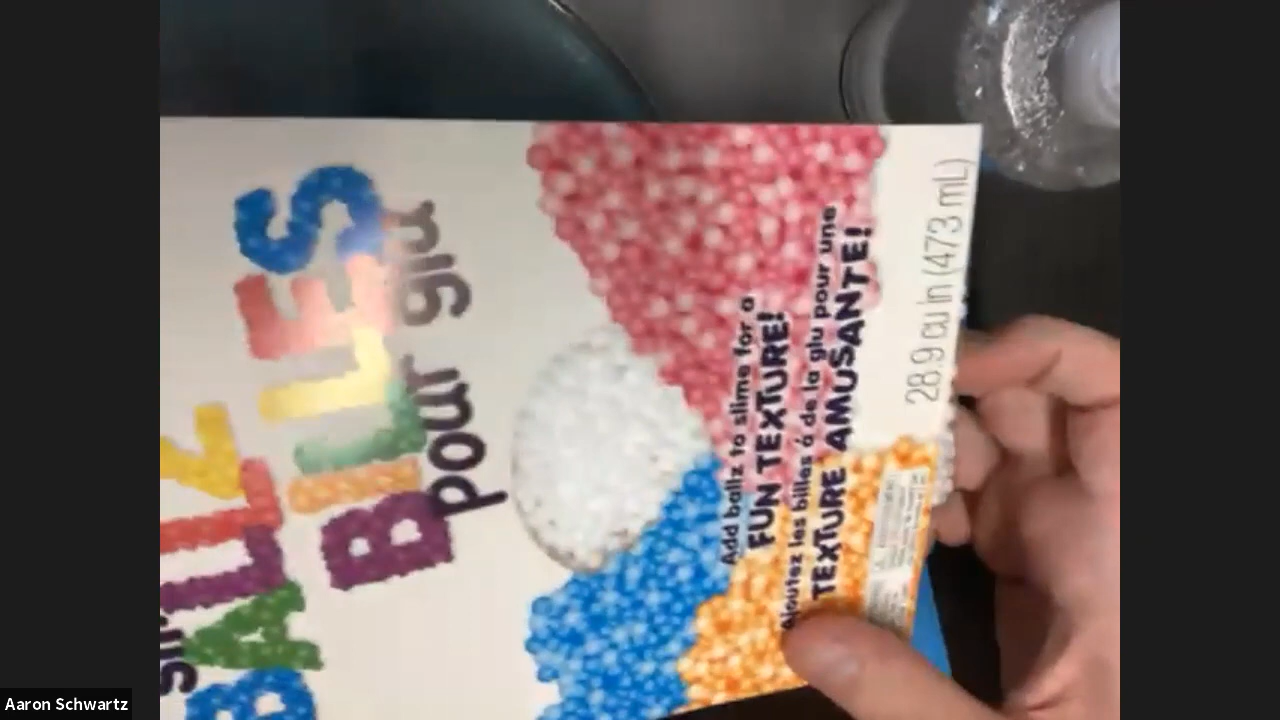 BALLZ
BILLES
pour glu
Add ballz to slime for a
FUN TEXTURE!
Ajoutez les billes à de la glu pour une
TEXTURE AMUSANTE!
28.9 cu in (473 mL)
Aaron Schwartz